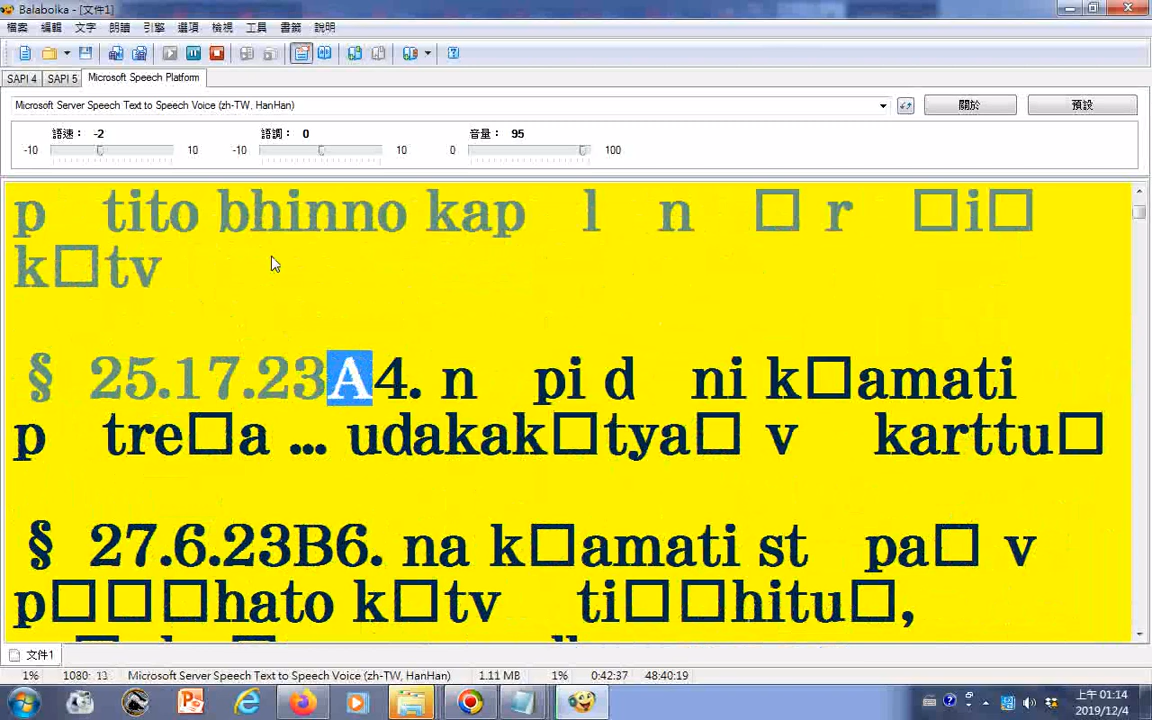 Balabolka - [文件1]
檔案 編輯 文字 朗讀 引擎 選項 檢視 工具 書籤 說明
SAPI 4 SAPI 5 Microsoft Speech Platform
Microsoft Server Speech Text to Speech Voice (zh-TW, HanHan) 關於 預設
語速： -2 語調： 0 音量： 95
-10 10 -10 10 0 100
p tito bhinno kap l n □ r □i□
k□tv
§ 25.17.23A4. n pi d ni k□amati
p tre□a ... udakak□tya□ v karttu□
§ 27.6.23B6. na k□amati st pa□ v
p□□□hato k□tv ti□□hitu□,
文件1
1% 1080: 13 Microsoft Server Speech Text to Speech Voice (zh-TW, HanHan) 1.11 MB 1% 0:42:37 48:40:19
上午 01:14
2019/12/4